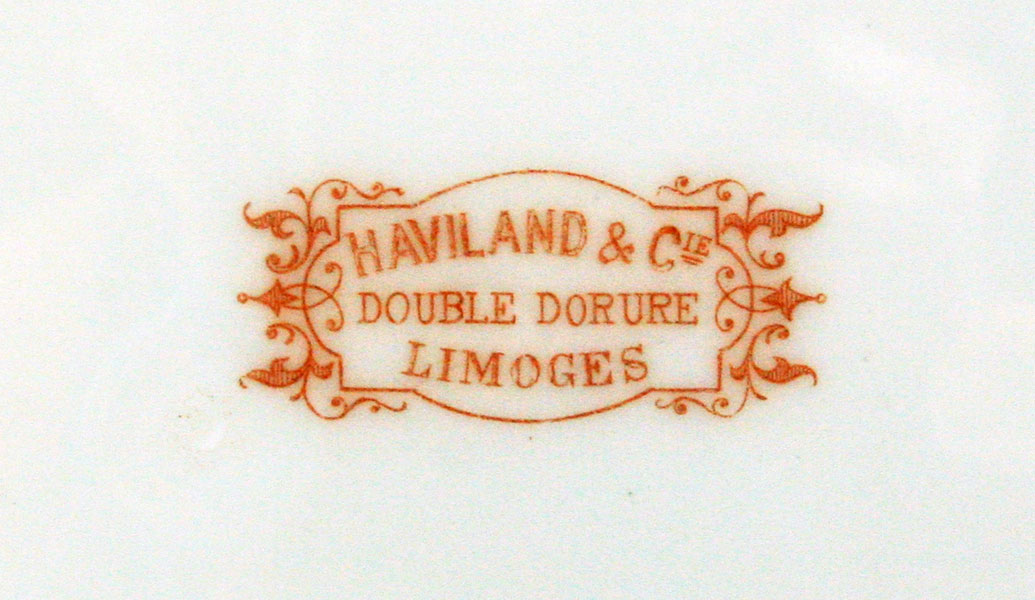 HAVILAND & CIE
DOUBLE DORURE
LIMOGES